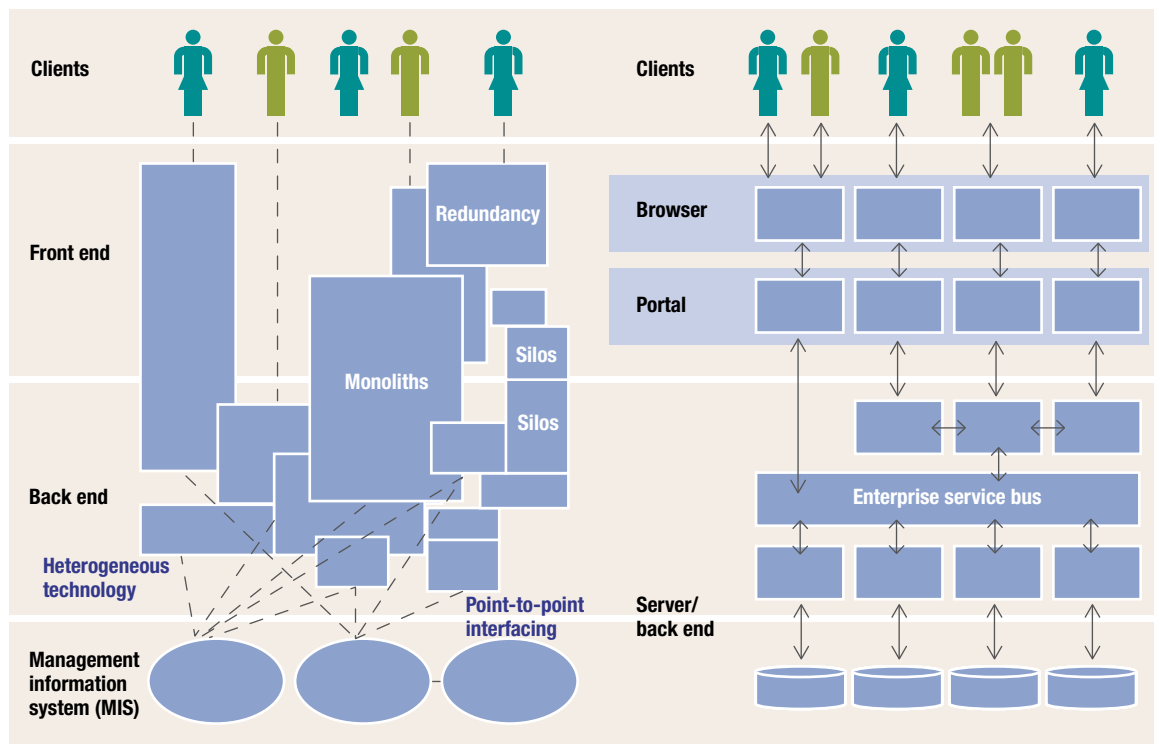 Clients
Front end
Redundancy
Silos
Monoliths
Silos
Back end
Heterogeneous
technology
Point-to-point
interfacing
Management
information
system (MIS)
Clients
Browser
Portal
Enterprise service bus
Server/
back end